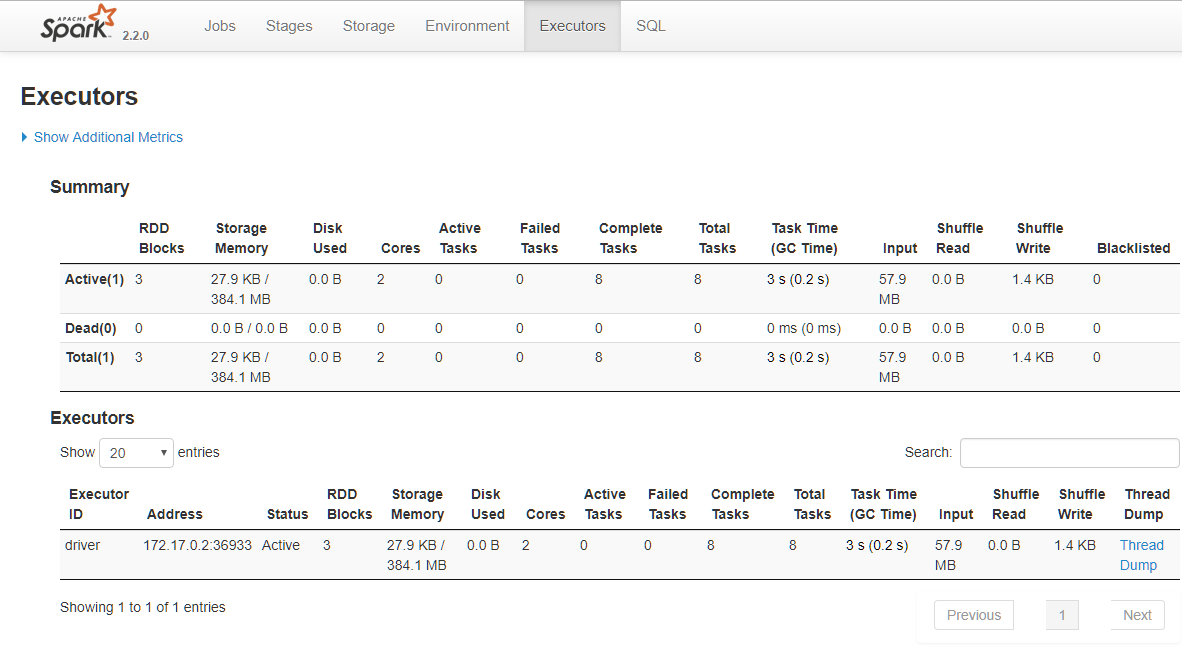 APACHE Spark 2.2.0 Jobs Stages Storage Environment Executors SQL
Executors
Show Additional Metrics
Summary
RDD Storage Disk Active Failed Complete Total Task Time Shuffle Shuffle
Blocks Memory Used Cores Tasks Tasks Tasks Tasks (GC Time) Input Read Write Blacklisted
Active(1) 3 27.9 KB / 0.0 B 2 0 0 8 8 3 s (0.2 s) 57.9 0.0 B 1.4 KB 0
384.1 MB MB
Dead(0) 0 0.0 B / 0.0 B 0.0 B 0 0 0 0 0 0 ms (0 ms) 0.0 B 0.0 B 0.0 B 0
Total(1) 3 27.9 KB / 0.0 B 2 0 0 8 8 3 s (0.2 s) 57.9 0.0 B 1.4 KB 0
384.1 MB MB
Executors
Show 20 entries Search:
Executor RDD Storage Disk Active Failed Complete Total Task Time Shuffle Shuffle Thread
ID Address Status Blocks Memory Used Cores Tasks Tasks Tasks Tasks (GC Time) Input Read Write Dump
driver 172.17.0.2:36933 Active 3 27.9 KB / 0.0 B 2 0 0 8 8 3 s (0.2 s) 57.9 0.0 B 1.4 KB Thread
384.1 MB MB Dump
Showing 1 to 1 of 1 entries
Previous 1 Next